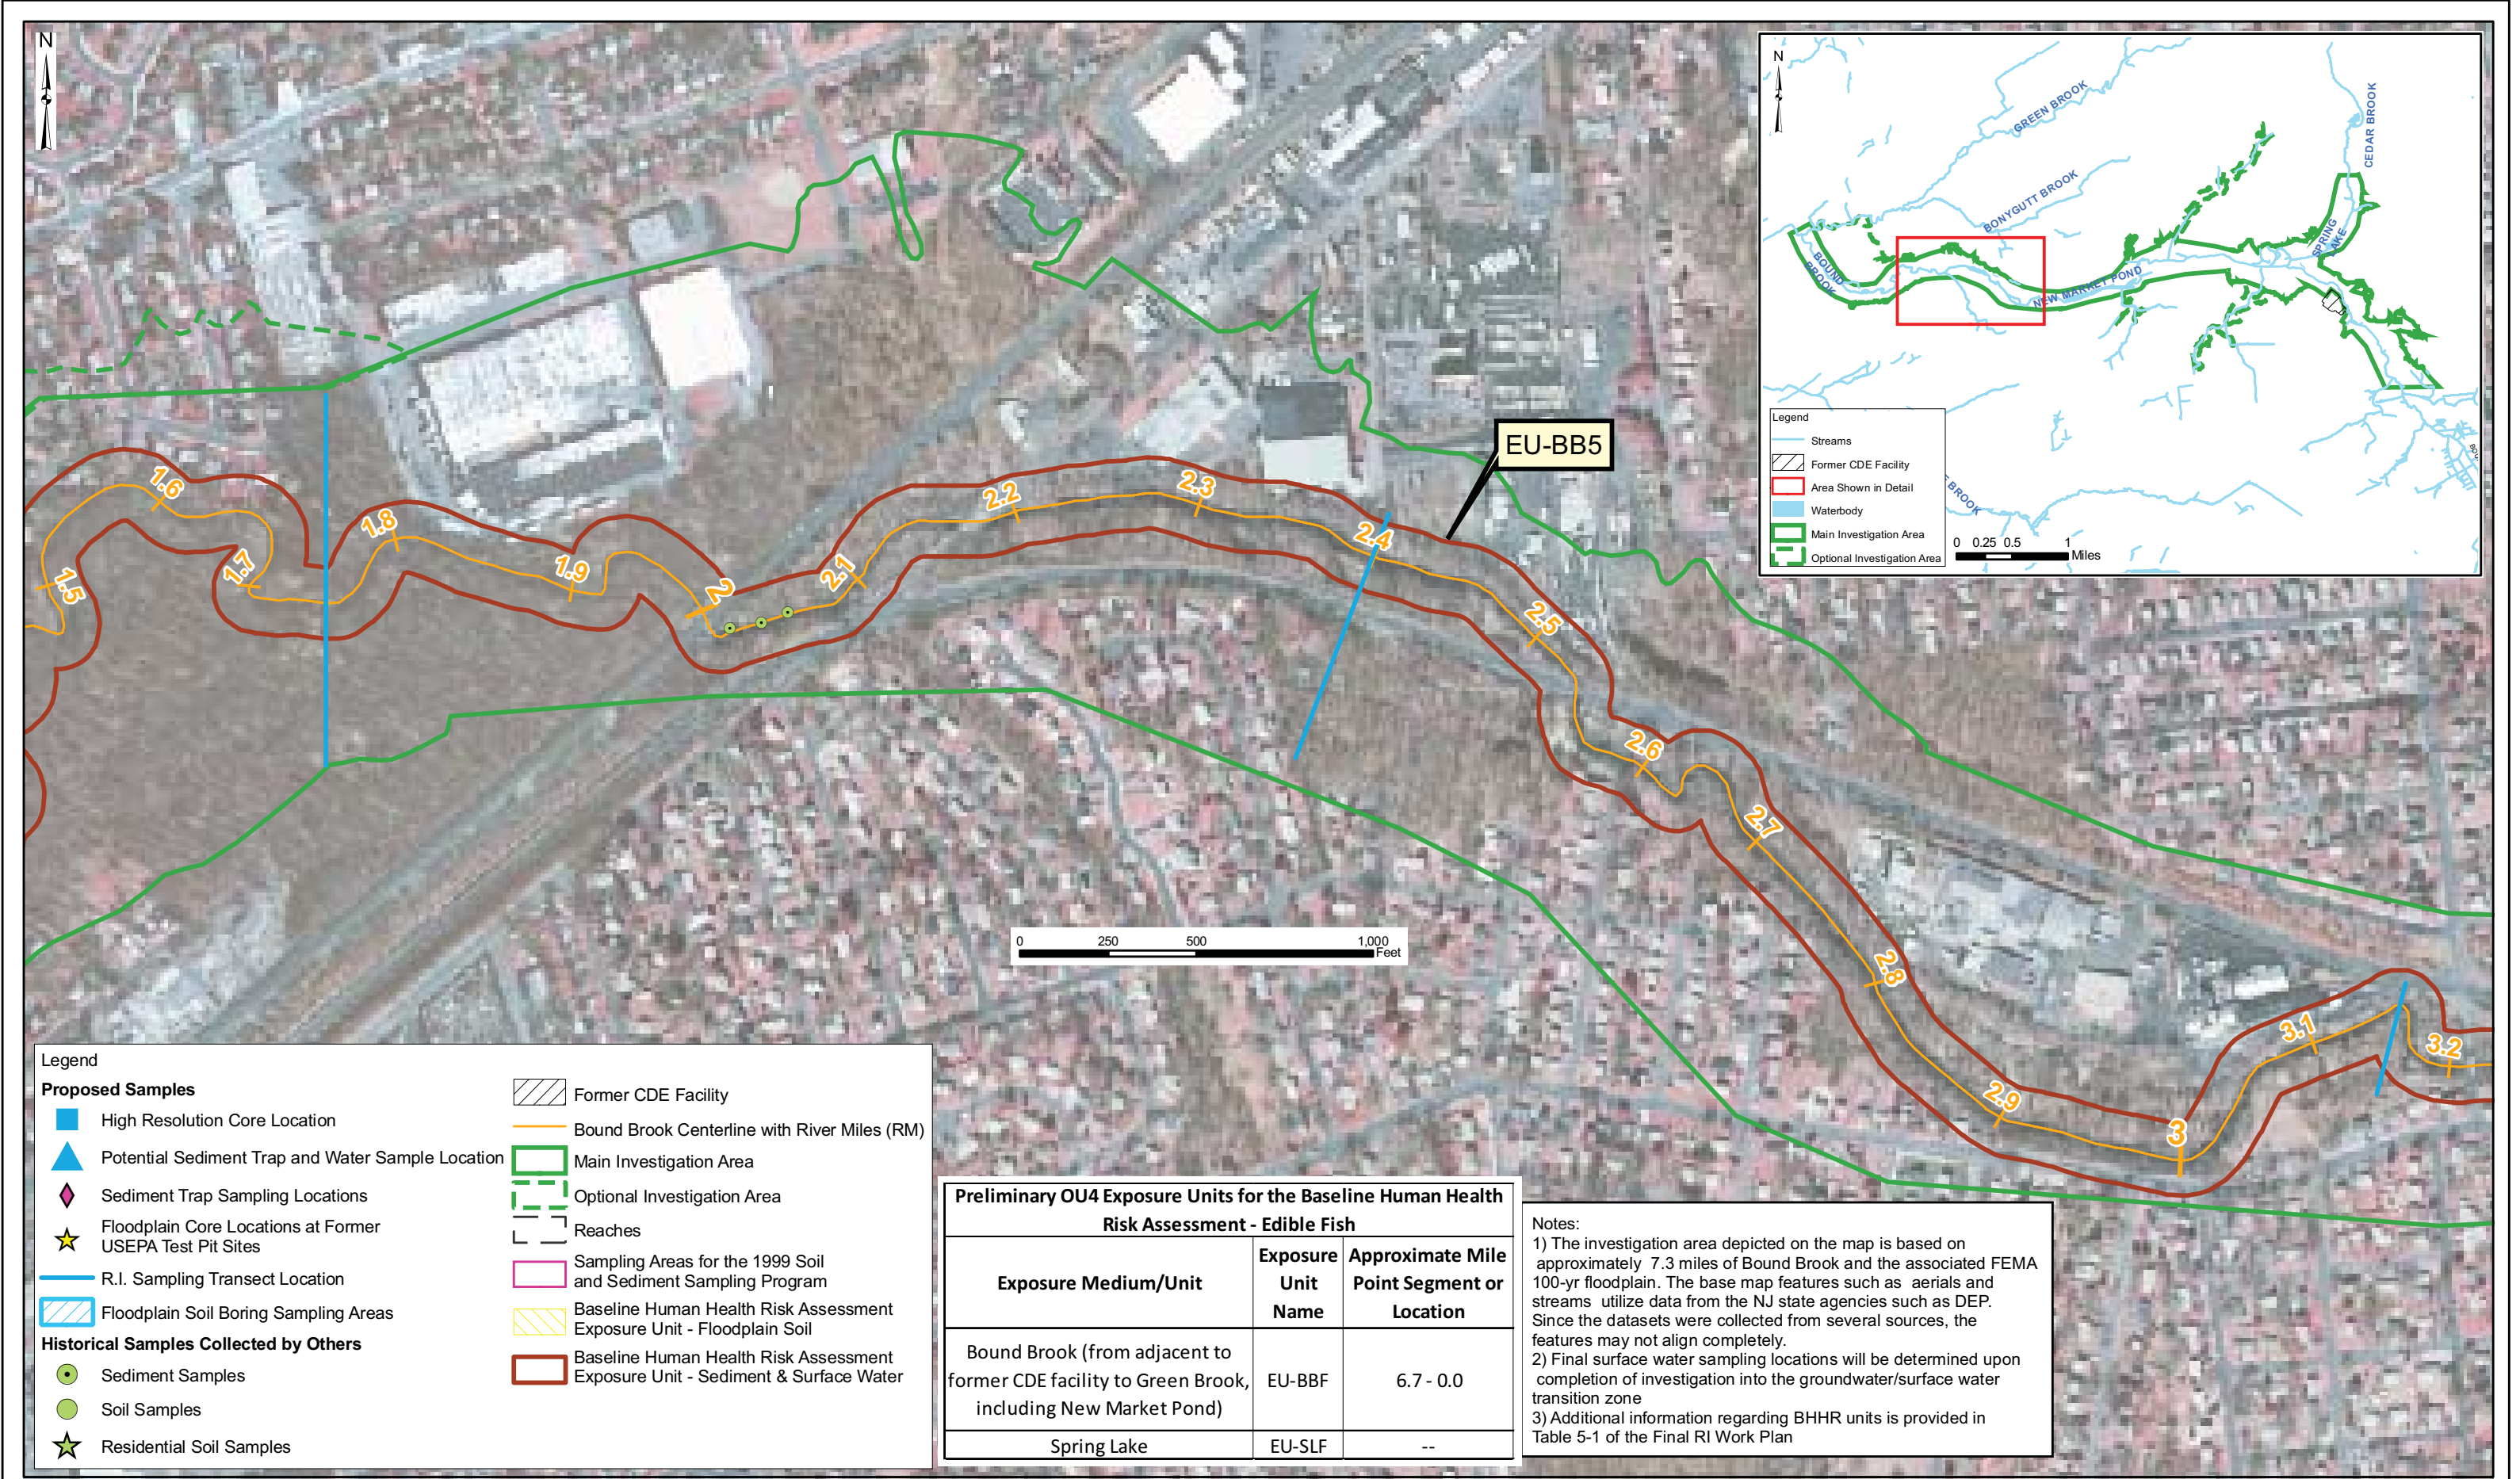 N
N
GREEN BROOK
CEDAR BROOK
BONYGUTT BROOK
SPRING
LAKE
BOUND
BROOK
NEW MARKET POND
BROOK
Legend
Streams
Former CDE Facility
Area Shown in Detail
Waterbody
Main Investigation Area
Optional Investigation Area
0 0.25 0.5 1
Miles
EU-BB5
1.5
1.6
1.7
1.8
1.9
2
2.1
2.2
2.3
2.4
2.5
2.6
2.7
2.8
2.9
3
3.1
3.2
0 250 500 1,000
Feet
Legend
Proposed Samples
High Resolution Core Location
Potential Sediment Trap and Water Sample Location
Sediment Trap Sampling Locations
Floodplain Core Locations at Former
USEPA Test Pit Sites
R.I. Sampling Transect Location
Floodplain Soil Boring Sampling Areas
Historical Samples Collected by Others
Sediment Samples
Soil Samples
Residential Soil Samples
Former CDE Facility
Bound Brook Centerline with River Miles (RM)
Main Investigation Area
Optional Investigation Area
Reaches
Sampling Areas for the 1999 Soil
and Sediment Sampling Program
Baseline Human Health Risk Assessment
Exposure Unit - Floodplain Soil
Baseline Human Health Risk Assessment
Exposure Unit - Sediment & Surface Water
Preliminary OU4 Exposure Units for the Baseline Human Health
Risk Assessment - Edible Fish
Exposure Medium/Unit
Exposure
Unit
Name
Approximate Mile
Point Segment or
Location
Bound Brook (from adjacent to
former CDE facility to Green Brook,
including New Market Pond)
EU-BBF
6.7 - 0.0
Spring Lake
EU-SLF
--
Notes:
1) The investigation area depicted on the map is based on
approximately 7.3 miles of Bound Brook and the associated FEMA
100-yr floodplain. The base map features such as aerials and
streams utilize data from the NJ state agencies such as DEP.
Since the datasets were collected from several sources, the
features may not align completely.
2) Final surface water sampling locations will be determined upon
completion of investigation into the groundwater/surface water
transition zone
3) Additional information regarding BHHR units is provided in
Table 5-1 of the Final RI Work Plan